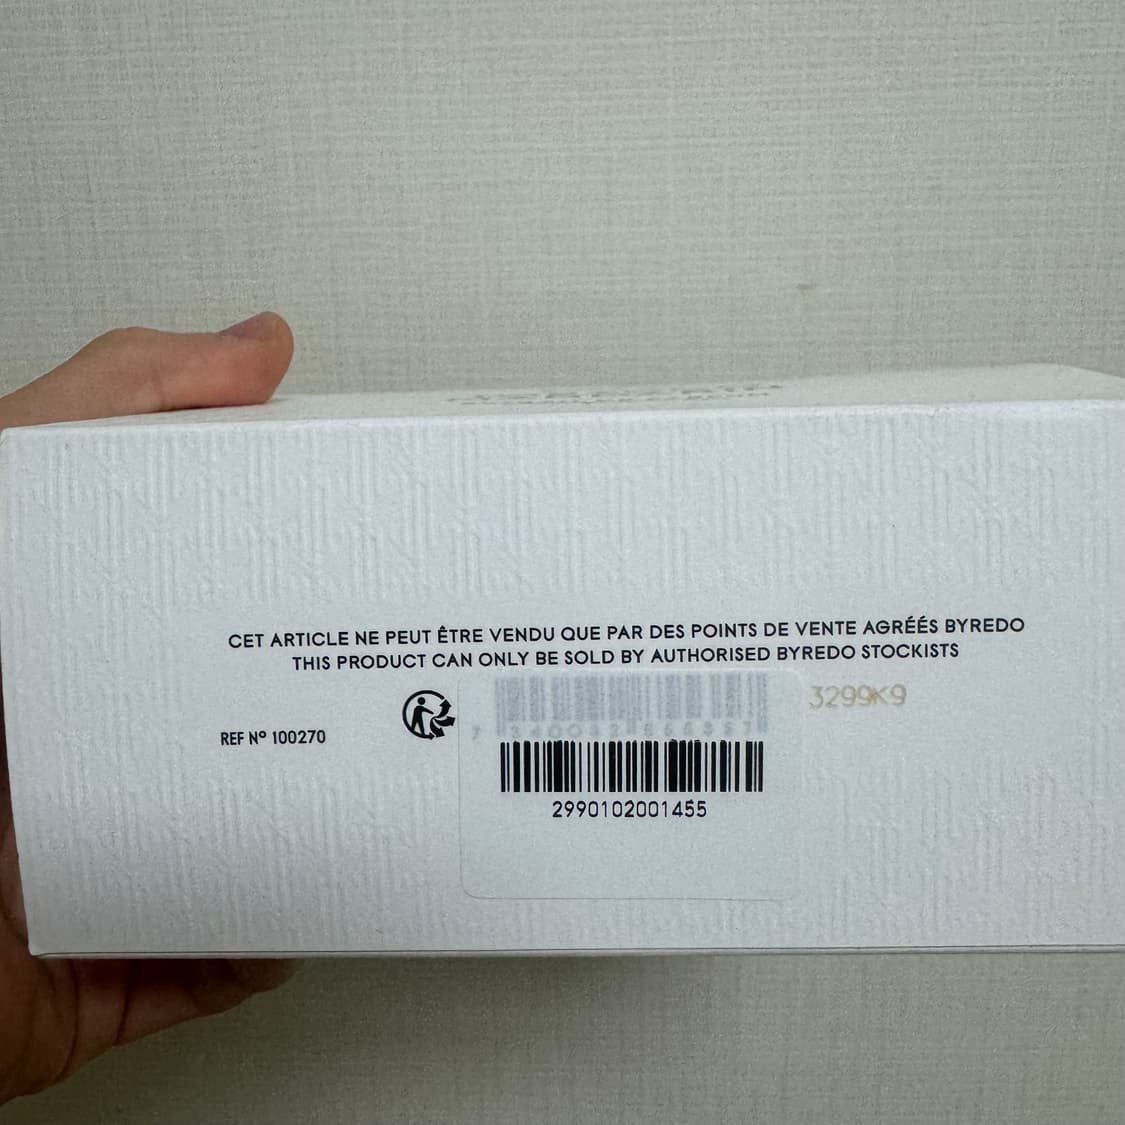 CET ARTICLE NE PEUT ÊTRE VENDU QUE PAR DES POINTS DE VENTE AGRÉÉS BYREDO
THIS PRODUCT CAN ONLY BE SOLD BY AUTHORISED BYREDO STOCKISTS
3299K9
REF Nº 100270
2990102001455